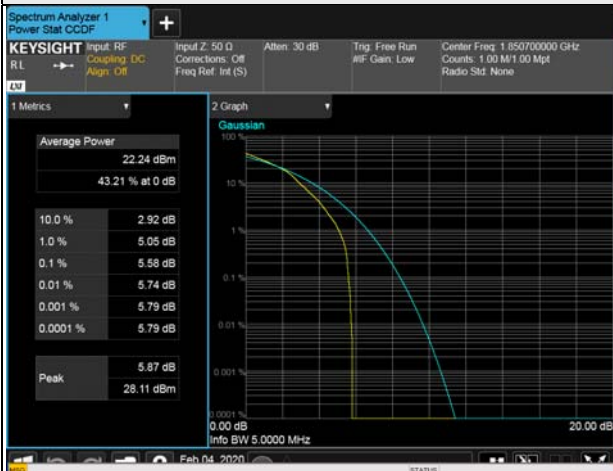 Spectrum Analyzer 1
Power Stat CCDF
+
KEYSIGHT
RL
LXI
Input: RF
Coupling: DC
Align: Off
Input Z: 50 Ω
Corrections: Off
Freq Ref: Int (S)
Atten: 30 dB
Trig: Free Run
#IF Gain: Low
Center Freq: 1.850700000 GHz
Counts: 1.00 M/1.00 Mpt
Radio Std: None
1 Metrics
Average Power
22.24 dBm
43.21 % at 0 dB
10.0 % 2.92 dB
1.0 % 5.05 dB
0.1 % 5.58 dB
0.01 % 5.74 dB
0.001 % 5.79 dB
0.0001 % 5.79 dB
Peak
5.87 dB
28.11 dBm
2 Graph
Gaussian
100 %
10 %
1 %
0.1 %
0.01 %
0.001 %
0.0001 %
0.00 dB
20.00 dB
Info BW 5.0000 MHz
Feb 04, 2020
MSG
STATUS